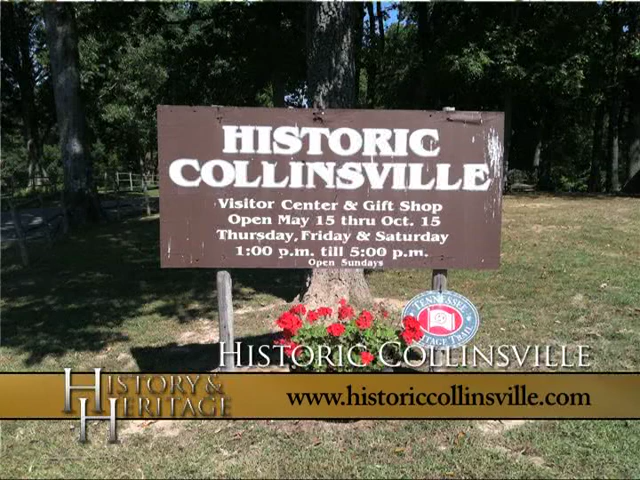 HISTORIC
COLLINSVILLE
Visitor Center & Gift Shop
Open May 15 thru Oct. 15
Thursday, Friday & Saturday
1:00 p.m. till 5:00 p.m.
Open Sundays
TENNESSEE
TRAIL
HISTORIC COLLINSVILLE
HISTORY &
HERITAGE
www.historiccollinsville.com